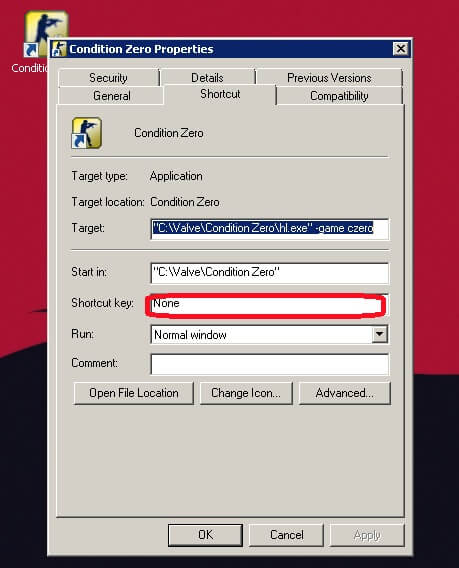 Condition
Condition Zero Properties
Security Details Previous Versions
General Shortcut Compatibility
Condition Zero
Target type: Application
Target location: Condition Zero
Target: "C:\Valve\Condition Zero\hl.exe" -game czero
Start in: "C:\Valve\Condition Zero"
Shortcut key: None
Run: Normal window
Comment:
Open File Location Change Icon... Advanced...
OK Cancel Apply